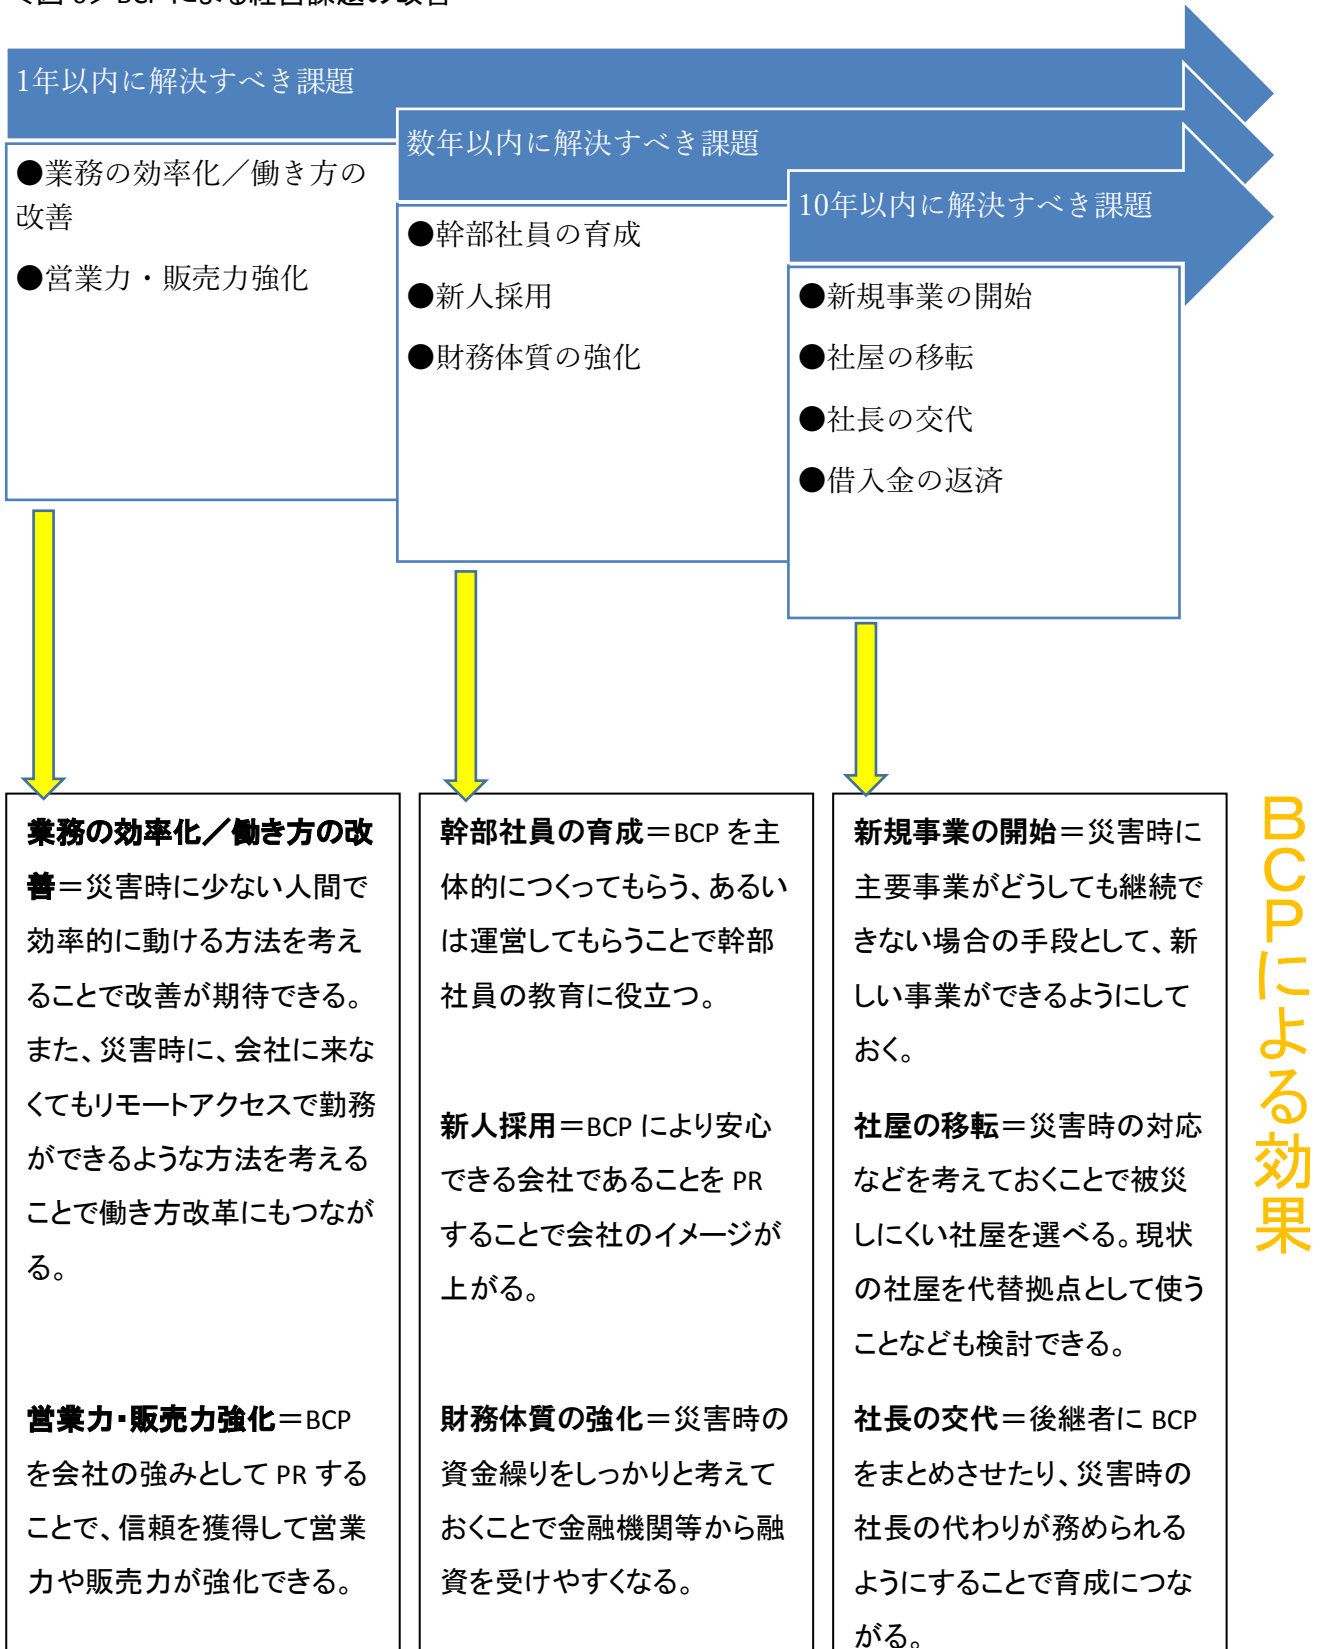 1年以内に解決すべき課題
●業務の効率化／働き方の
改善
●営業力・販売力強化
数年以内に解決すべき課題
●幹部社員の育成
●新人採用
●財務体質の強化
10年以内に解決すべき課題
●新規事業の開始
●社屋の移転
●社長の交代
●借入金の返済
業務の効率化／働き方の改
善＝災害時に少ない人間で
効率的に動ける方法を考え
ることで改善が期待できる。
また、災害時に、会社に来な
くてもリモートアクセスで勤務
ができるような方法を考える
ことで働き方改革にもつなが
る。
営業力・販売力強化＝BCP
を会社の強みとして PR する
ことで、信頼を獲得して営業
力や販売力が強化できる。
幹部社員の育成＝BCP を主
体的につくってもらう、あるい
は運営してもらうことで幹部
社員の教育に役立つ。
新人採用＝BCP により安心
できる会社であることを PR
することで会社のイメージが
上がる。
財務体質の強化＝災害時の
資金繰りをしっかりと考えて
おくことで金融機関等から融
資を受けやすくなる。
新規事業の開始＝災害時に
主要事業がどうしても継続で
きない場合の手段として、新
しい事業ができるようにして
おく。
社屋の移転＝災害時の対応
などを考えておくことで被災
しにくい社屋を選べる。現状
の社屋を代替拠点として使う
ことなども検討できる。
社長の交代＝後継者に BCP
をまとめさせたり、災害時の
社長の代わりが務められる
ようにすることで育成につな
がる。
BCPによる効果